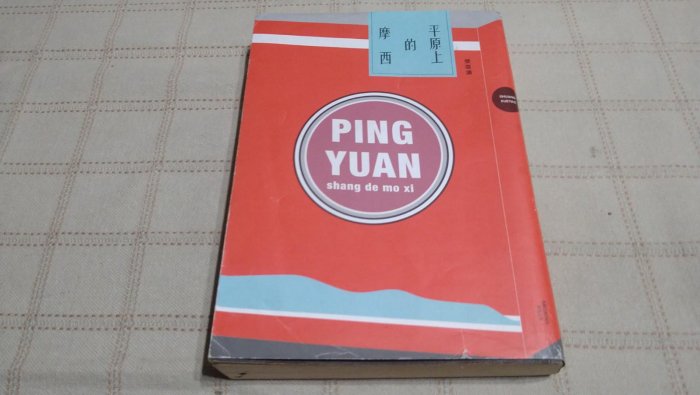 平原上
的
摩西
PING
YUAN
shang de mo xi